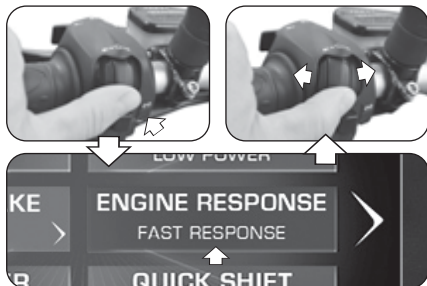 LOW POWER
KE
ENGINE RESPONSE
FAST RESPONSE
QUICK SHIFT